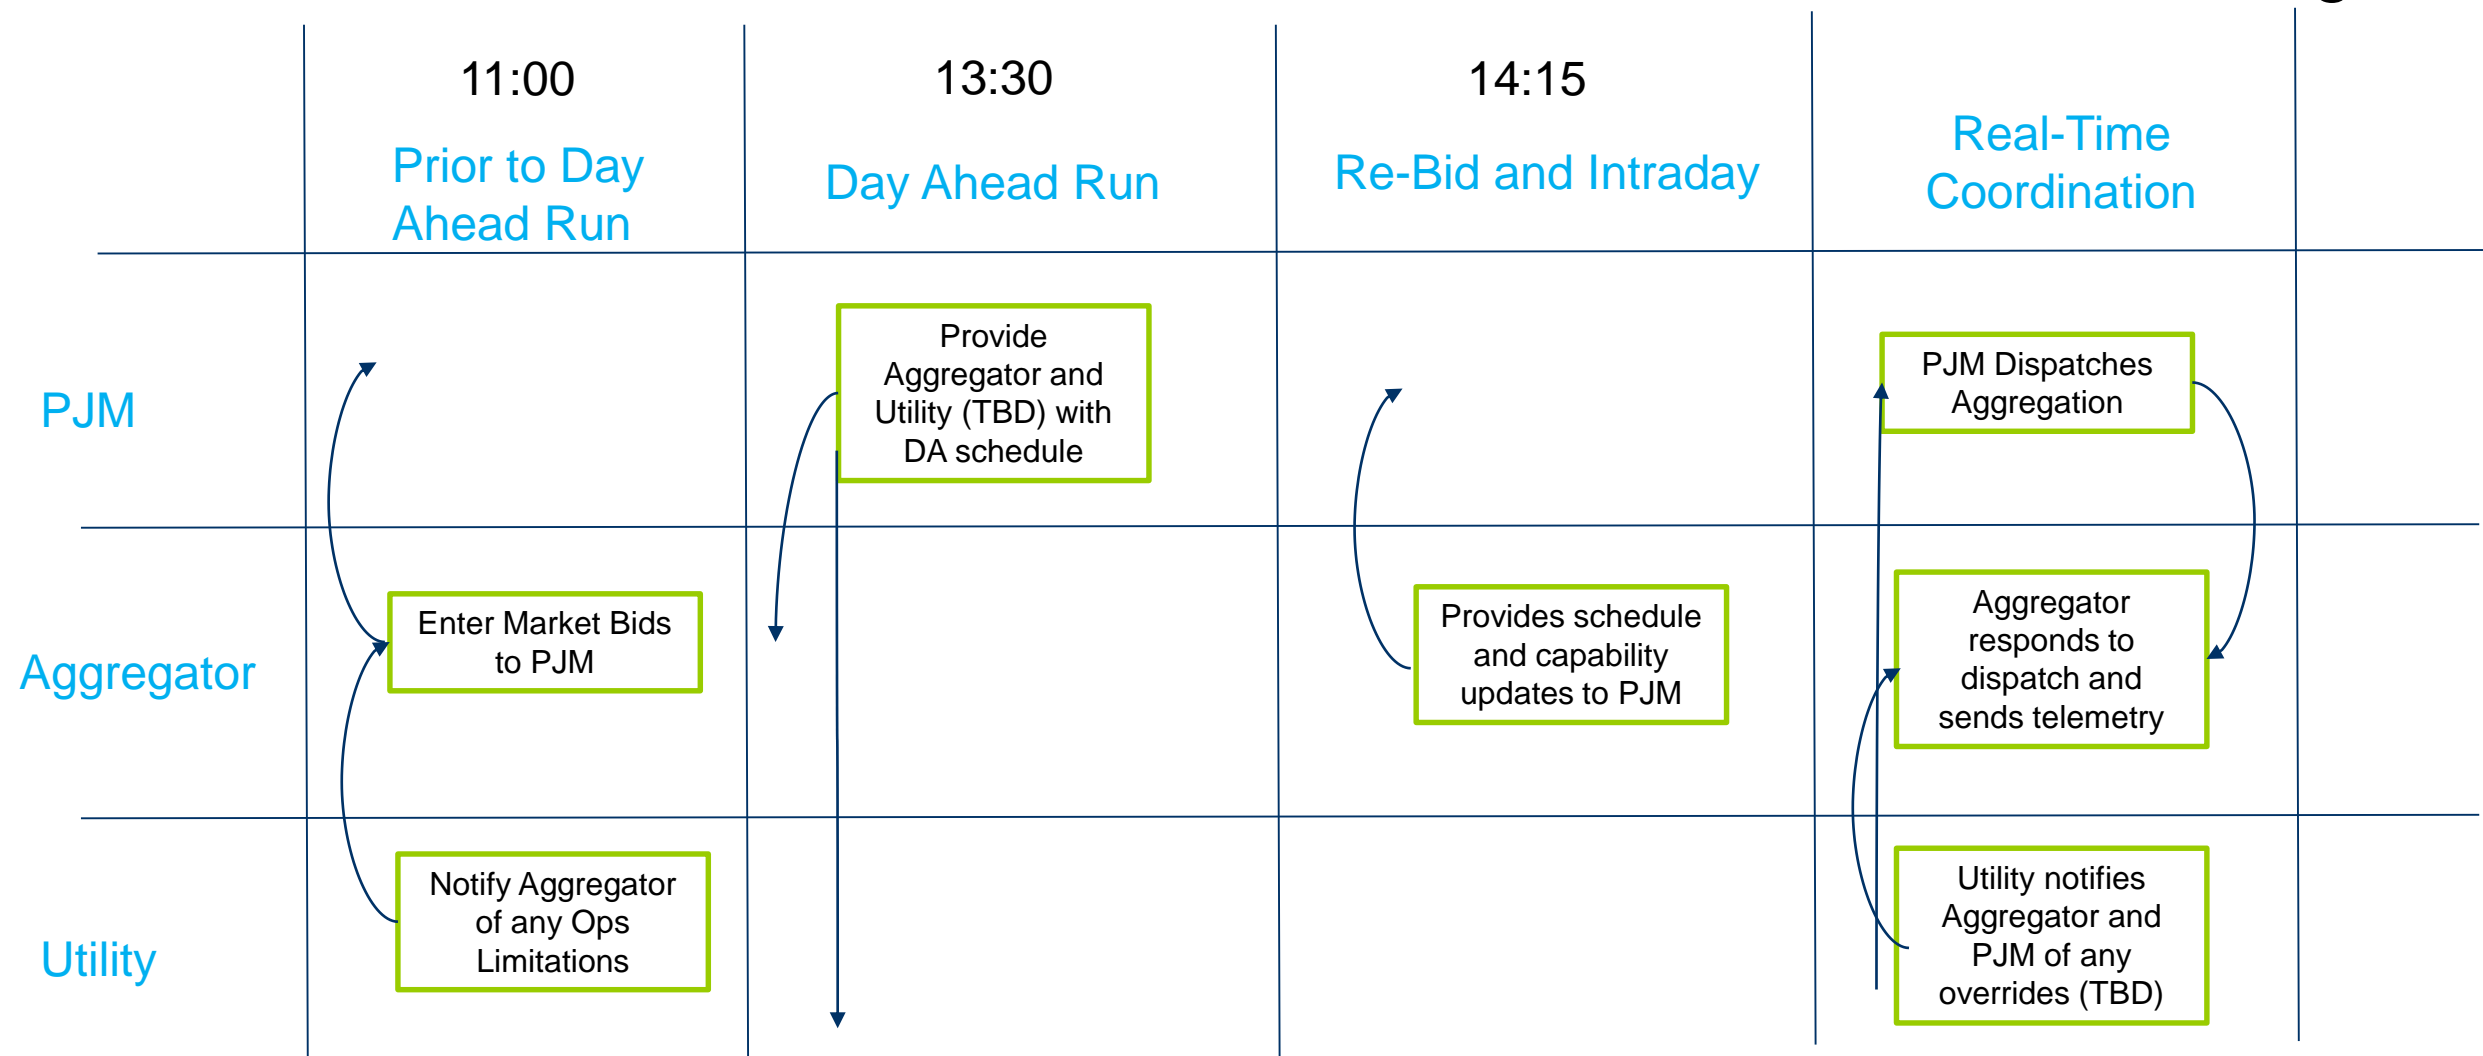 11:00
13:30
14:15
Prior to Day
Ahead Run
Day Ahead Run
Re-Bid and Intraday
Real-Time
Coordination
PJM
Provide
Aggregator and
Utility (TBD) with
DA schedule
PJM Dispatches
Aggregation
Aggregator
Enter Market Bids
to PJM
Provides schedule
and capability
updates to PJM
Aggregator
responds to
dispatch and
sends telemetry
Utility
Notify Aggregator
of any Ops
Limitations
Utility notifies
Aggregator and
PJM of any
overrides (TBD)